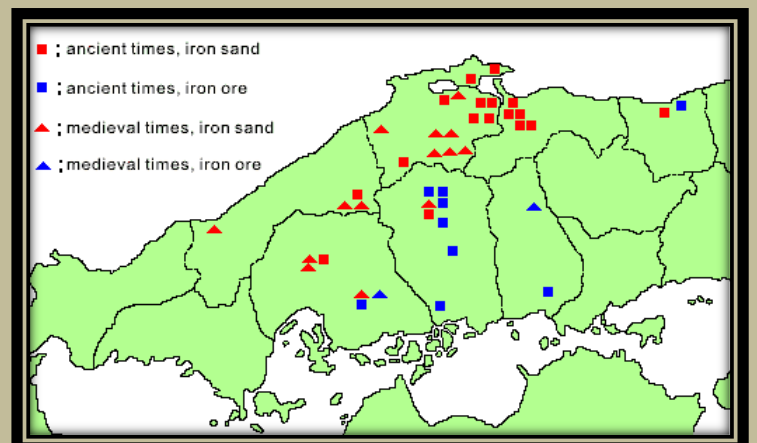 : ancient times, iron sand
: ancient times, iron ore
: medieval times, iron sand
: medieval times, iron ore